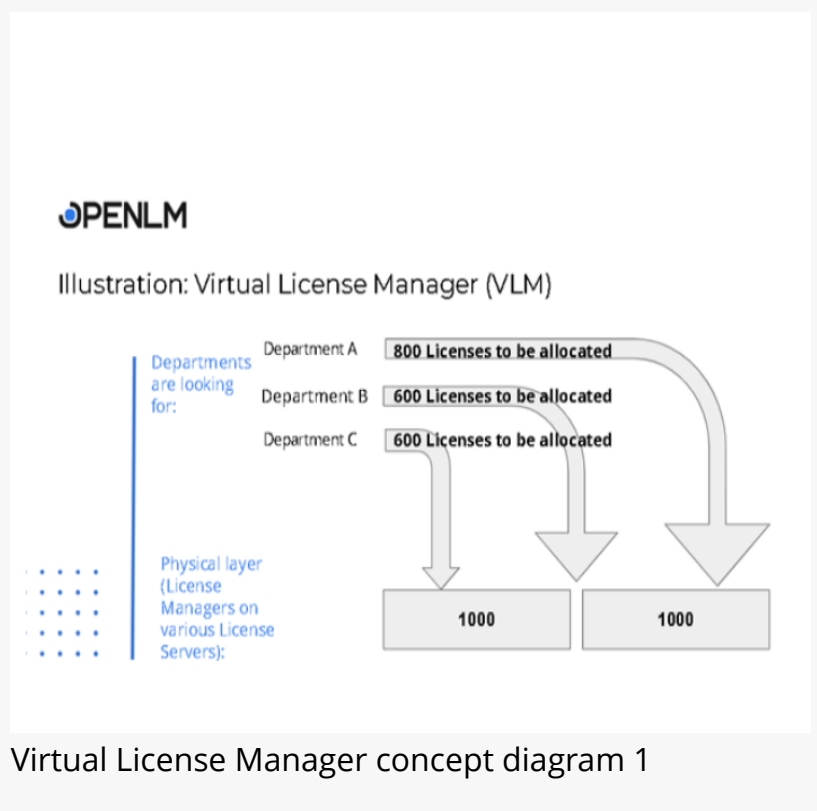 OPENLM
Illustration: Virtual License Manager (VLM)
Departments
are looking
for:
Department A
800 Licenses to be allocated
Department B
600 Licenses to be allocated
Department C
600 Licenses to be allocated
Physical layer
(License
Managers on
various License
Servers):
1000
1000
Virtual License Manager concept diagram 1